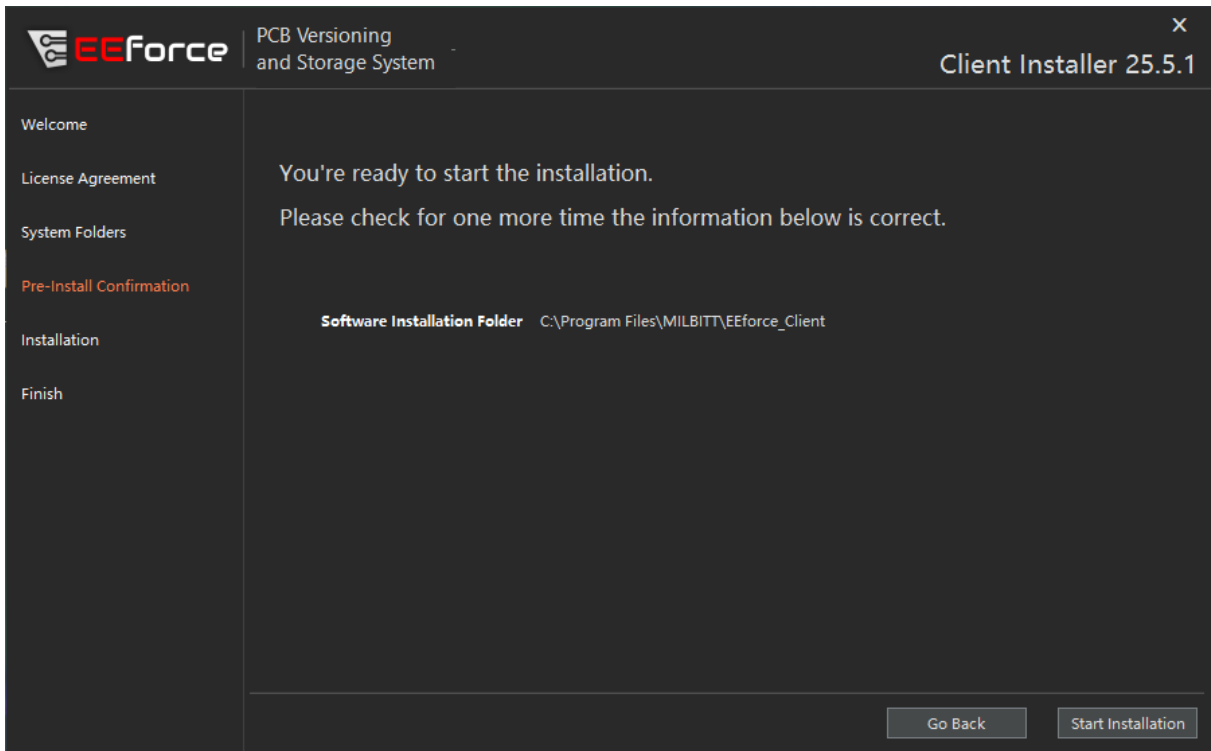 EEforce
PCB Versioning
and Storage System
X
Client Installer 25.5.1
Welcome
License Agreement
System Folders
Pre-Install Confirmation
Installation
Finish
You're ready to start the installation.
Please check for one more time the information below is correct.
Software Installation Folder C:\Program Files\MILBITT\EEforce_Client
Go Back
Start Installation